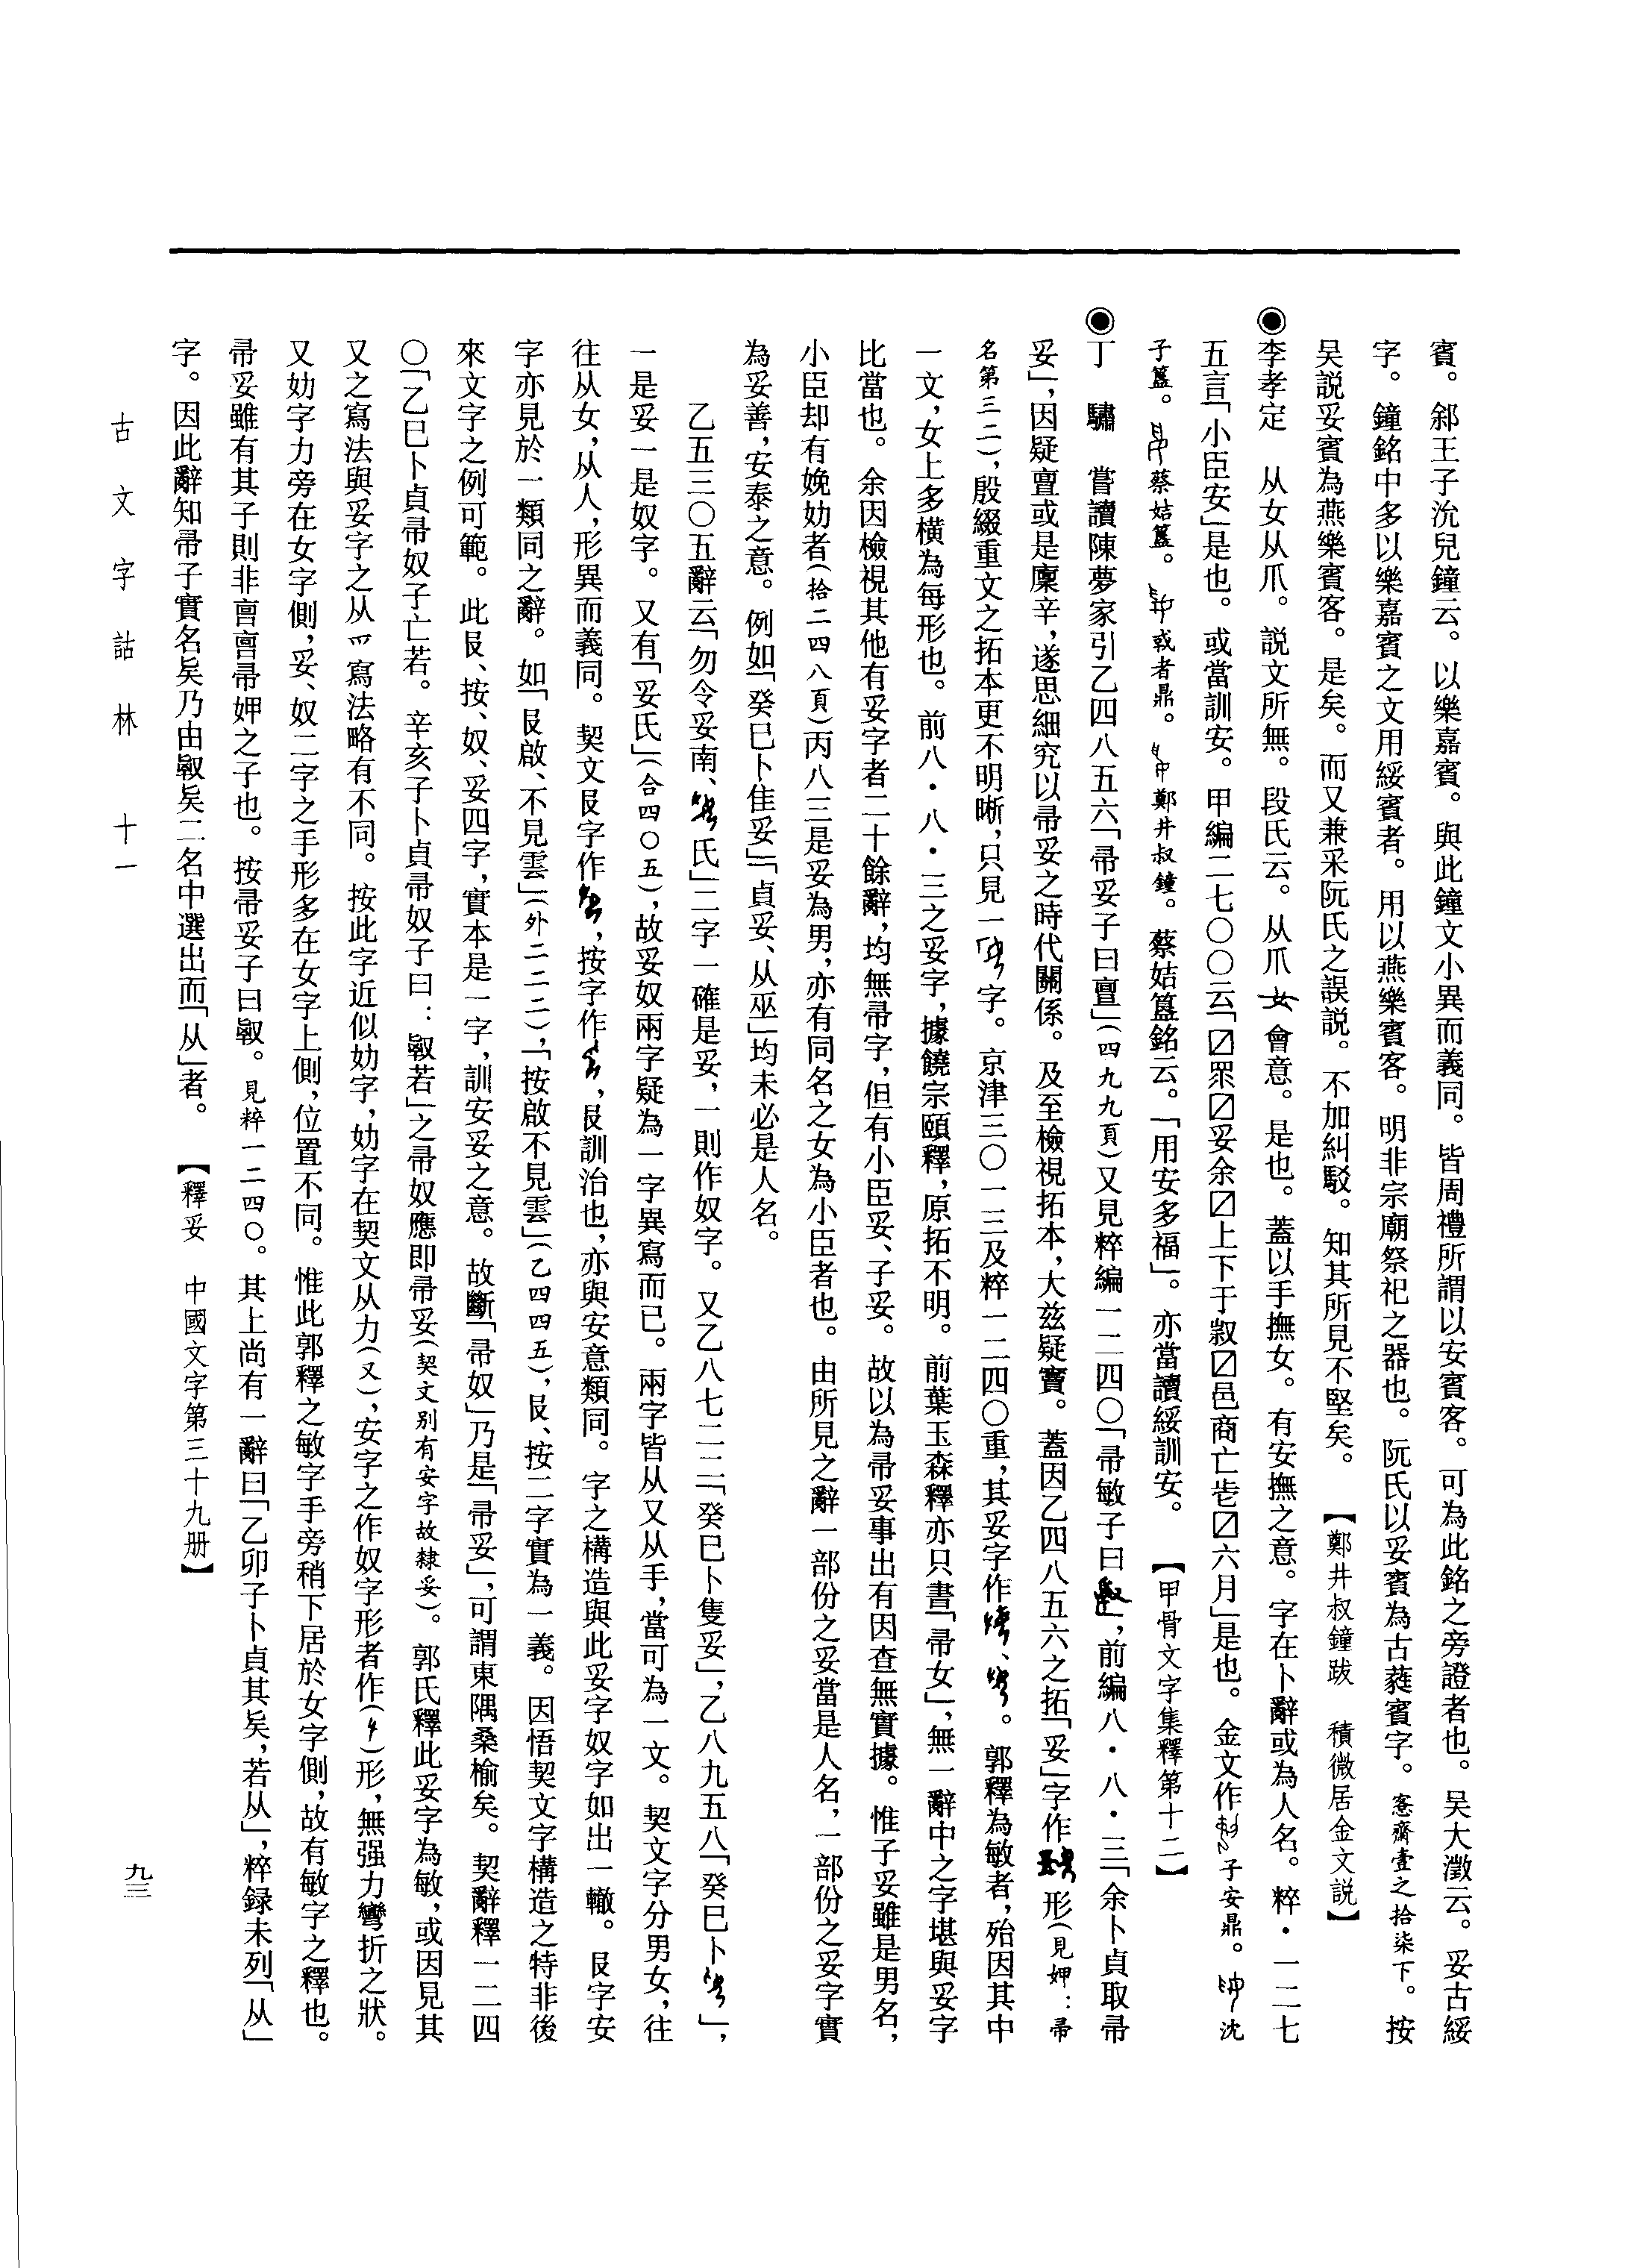 賓。䣄王子沇兒鐘云。以樂嘉賓。與此鐘文小異而義同。皆周禮所謂以安賓客。可為此銘之旁證者也。吴大澂云。妥古綏
字。鐘銘中多以樂嘉賓之文用綏賓者。用以燕樂賓客。明非宗廟祭祀之器也。阮氏以妥賓為古蕤賓字。愙齋壹之拾柒下。按
吴説妥賓為燕樂賓客。是矣。而又兼采阮氏之誤説。不加糾駁。知其所見不堅矣。【鄭井叔鐘跋 積微居金文説】
◉李孝定 从女从爪。説文所無。段氏云。从爪女會意。是也。蓋以手撫女。有安撫之意。字在卜辭或為人名。粹·一二七
五言「小臣安」是也。或當訓安。甲編二七〇〇云「☑眾☑妥余☑上下于𠭯☑邑商亡𡆥☑六月」是也。金文作 子安鼎。 沈
子簋。 蔡姞簋。 或者鼎。 鄭井叔鐘。蔡姞簋銘云。「用安多福」。亦當讀綏訓安。【甲骨文字集釋第十二】
◉丁 驌 嘗讀陳夢家引乙四八五六「帚妥子曰亶」(四九九頁)又見粹編一二四〇「帚敏子曰 」,前編八·八·三「余卜貞取帚
妥」,因疑亶或是廩辛,遂思細究以帚妥之時代關係。及至檢視拓本,大兹疑竇。蓋因乙四八五六之拓「妥」字作 形(見妽:帚
名第三二),殷綴重文之拓本更不明晰,只見一「 字。京津三〇一三及粹一二四〇重,其妥字作 、 。郭釋為敏者,殆因其中
一文,女上多橫為每形也。前八·八·三之妥字,據饒宗頤釋,原拓不明。前葉玉森釋亦只書「帚女」,無一辭中之字堪與妥字
比當也。余因檢視其他有妥字者二十餘辭,均無帚字,但有小臣妥、子妥。故以為帚妥事出有因查無實據。惟子妥雖是男名,
小臣却有娩妫者(拾二四八頁)丙八三是妥為男,亦有同名之女為小臣者也。由所見之辭一部份之妥當是人名,一部份之妥字實
為妥善,安泰之意。例如「癸巳卜隹妥」「貞妥、从巫」均未必是人名。
乙五三〇五辭云「勿令妥南、 氏」二字一確是妥,一則作奴字。又乙八七二二「癸巳卜隻妥」,乙八九五八「癸巳卜 」,
一是妥一是奴字。又有「妥氏」(合四〇五),故妥奴兩字疑為一字異寫而已。兩字皆从又从手,當可為一文。契文字分男女,往
往从女,从人,形異而義同。契文𠬝字作 ,按字作 ,𠬝訓治也,亦與安意類同。字之構造與此妥字奴字如出一轍。𠬝字安
字亦見於一類同之辭。如「𠬝啟、不見雲」(外二二二),「按啟不見雲」(乙四四五),𠬝、按二字實為一義。因悟契文字構造之特非後
來文字之例可範。此𠬝、按、奴、妥四字,實本是一字,訓安妥之意。故斷「帚奴」乃是「帚妥」,可謂東隅桑榆矣。契辭釋一二四
〇「乙巳卜貞帚奴子亡若。辛亥子卜貞帚奴子曰:𠭯若」之帚奴應即帚妥(契文別有安字故隸妥)。郭氏釋此妥字為敏,或因見其
又之寫法與妥字之从爫寫法略有不同。按此字近似妫字,妫字在契文从力(又),安字之作奴字形者作( )形,無强力彎折之狀。
又妫字力旁在女字側,妥、奴二字之手形多在女字上側,位置不同。惟此郭釋之敏字手旁稍下居於女字側,故有敏字之釋也。
帚妥雖有其子則非亶亶帚妽之子也。按帚妥子曰𠭯。見粹一二四〇。其上尚有一辭曰「乙卯子卜貞其㠯,若从」,粹録未列「从」
字。因此辭知帚子實名㠯乃由𠭯㠯二名中選出而「从」者。【釋妥 中國文字第三十九册】
古文字詁林 十一
九三